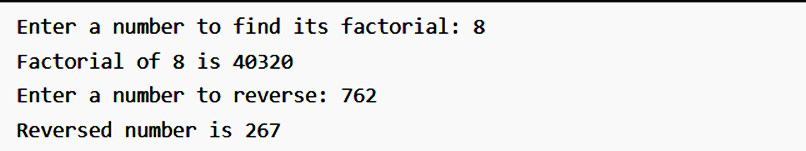 Enter a number to find its factorial: 8
Factorial of 8 is 40320
Enter a number to reverse: 762
Reversed number is 267